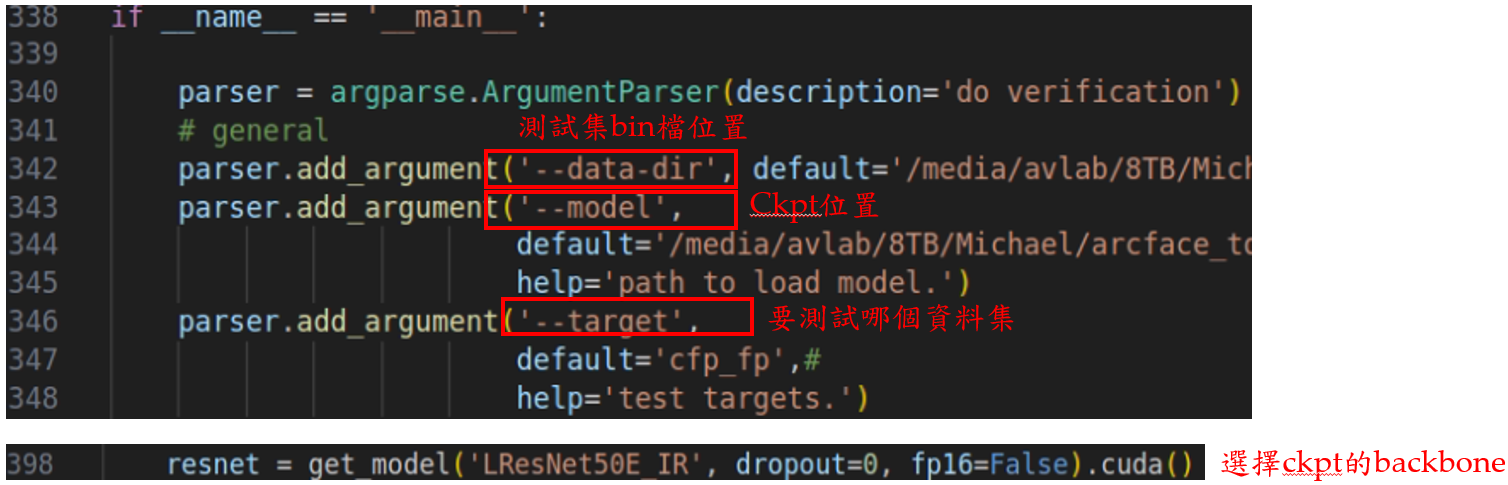 338 if __name__ == '__main__':
339
340 parser = argparse.ArgumentParser(description='do verification')
341 # general
測試集bin檔位置
342 parser.add_argument('--data-dir', default='/media/avlab/8TB/Mich
343 parser.add_argument('--model',
Ckpt位置
344 default='/media/avlab/8TB/Michael/arcface_to
345 help='path to load model.')
346 parser.add_argument('--target',
要測試哪個資料集
347 default='cfp_fp',#
348 help='test targets.')
398 resnet = get_model('LResNet50E_IR', dropout=0, fp16=False).cuda()
選擇ckpt的backbone